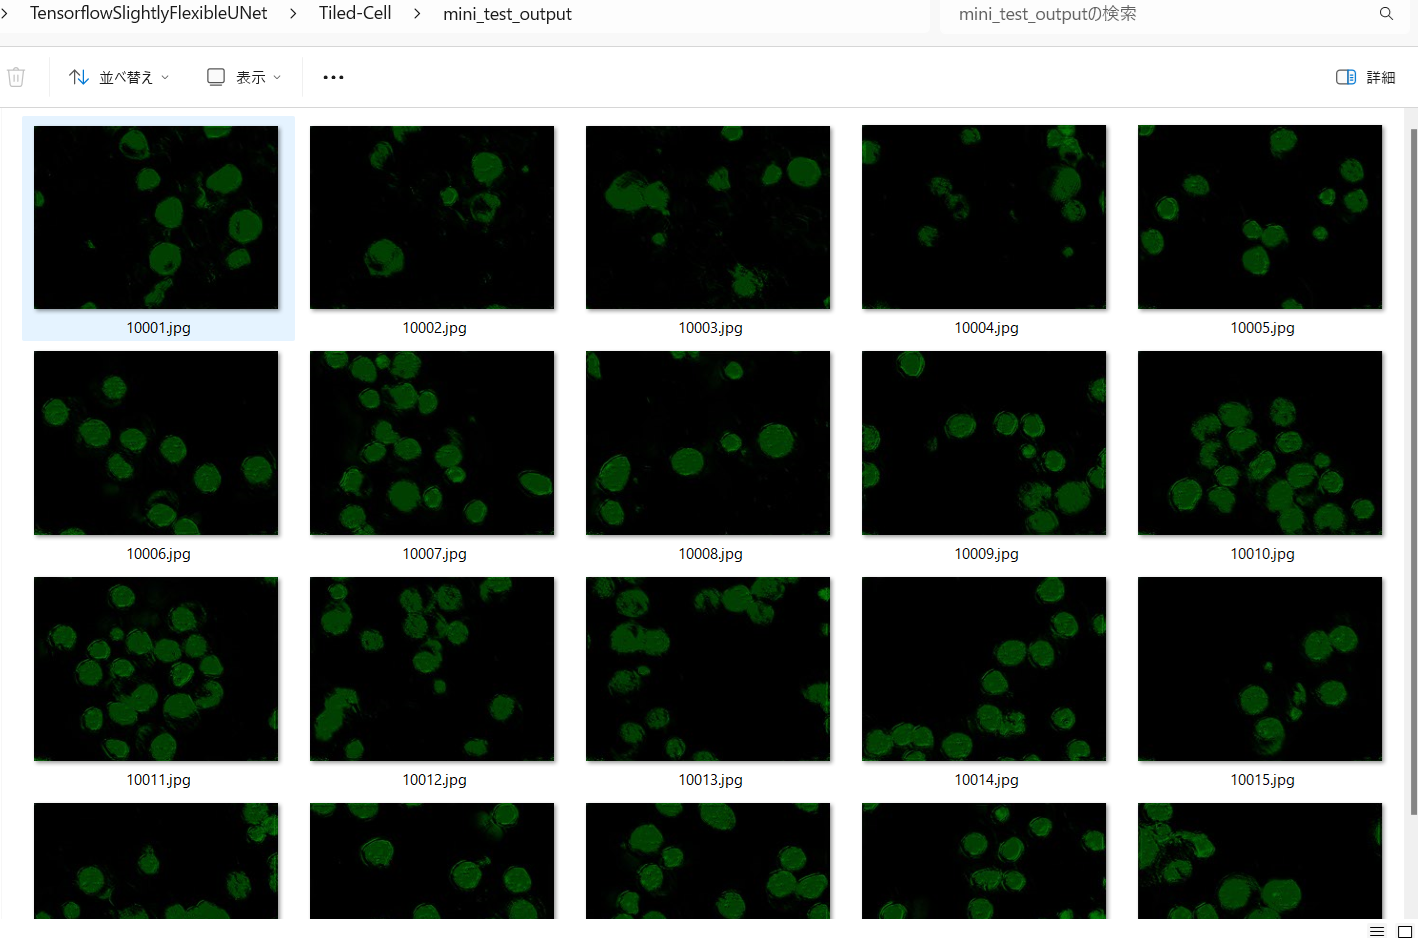 TensorflowSlightlyFlexibleUNet > Tiled-Cell > mini_test_output
mini_test_outputの検索
並べ替え
表示
詳細
10001.jpg
10002.jpg
10003.jpg
10004.jpg
10005.jpg
10006.jpg
10007.jpg
10008.jpg
10009.jpg
10010.jpg
10011.jpg
10012.jpg
10013.jpg
10014.jpg
10015.jpg